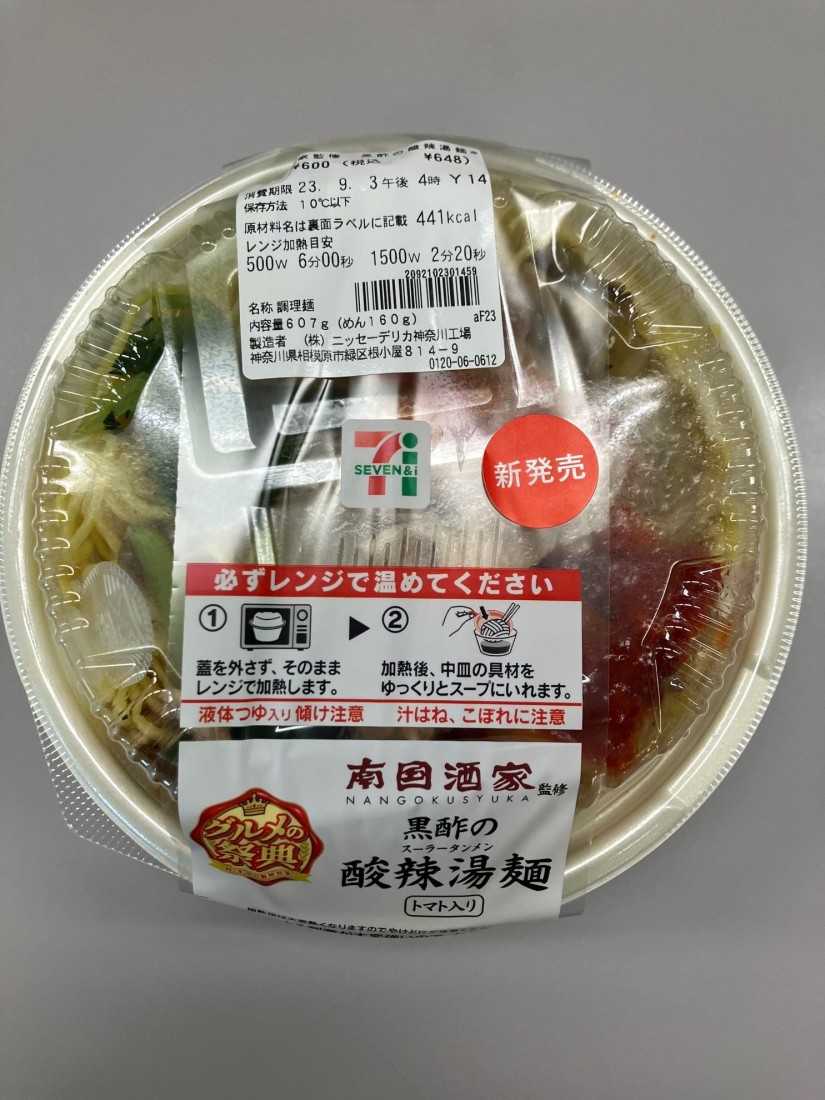 監修 黒酢の酸辣湯麺
¥600(税込 ¥648)
消費期限 23. 9. 3午後 4時 Y14
保存方法 10℃以下
原材料名は裏面ラベルに記載 441kcal
レンジ加熱目安
500W 6分00秒 1500W 2分20秒
2092102301459
名称 調理麺
内容量607g(めん160g) aF23
製造者 (株)ニッセーデリカ神奈川工場
神奈川県相模原市緑区根小屋814-9
0120-06-0612
7i
SEVEN&i
新発売
必ずレンジで温めてください
① ▶ ②
蓋を外さず、そのまま
レンジで加熱します。
加熱後、中皿の具材を
ゆっくりとスープにいれます。
液体つゆ入り傾け注意
汁はね、こぼれに注意
南国酒家監修
NANGOKUSYUKA
グルメの
祭典
黒酢の
スーラータンメン
酸辣湯麺
トマト入り